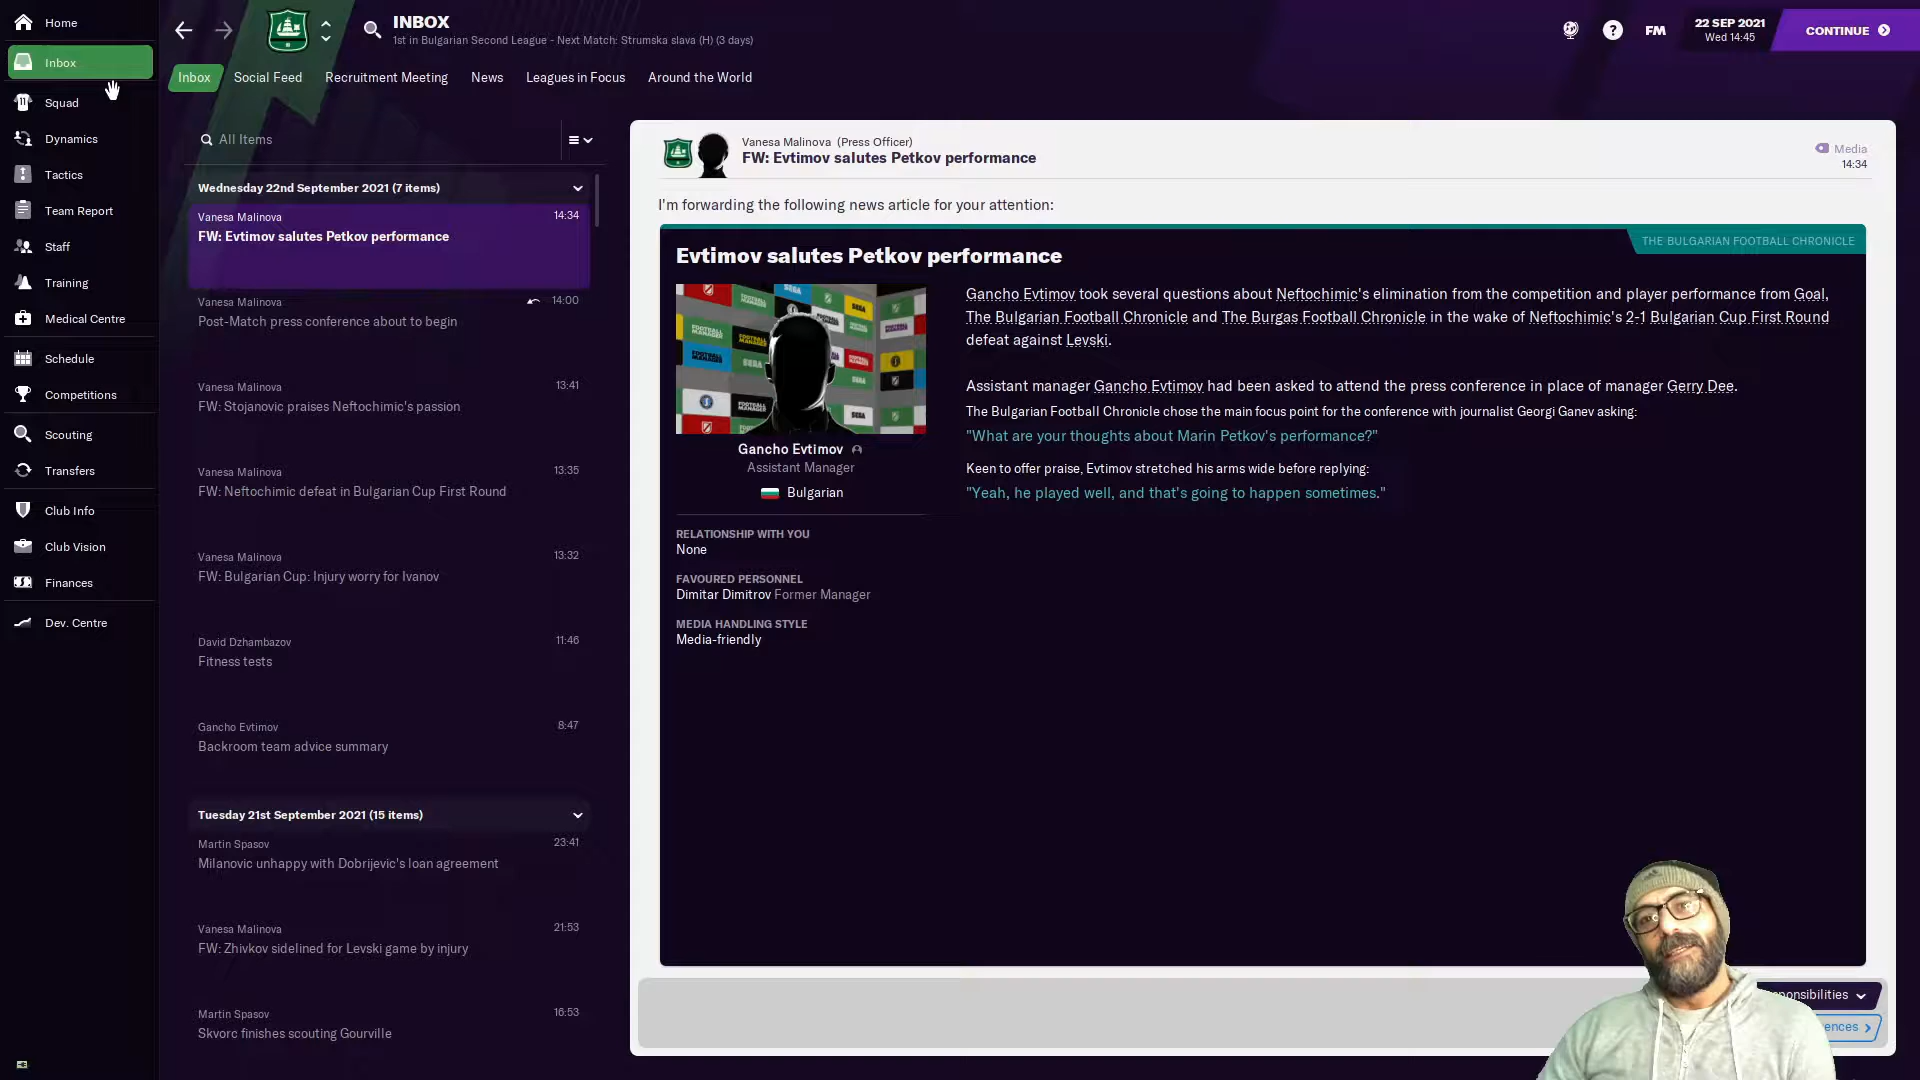 Home
Inbox
Squad
Dynamics
Tactics
Team Report
Staff
Training
Medical Centre
Schedule
Competitions
Scouting
Transfers
Club Info
Club Vision
Finances
Dev. Centre
INBOX
1st in Bulgarian Second League - Next Match: Strumska slava (H) (3 days)
FM
22 SEP 2021
Wed 14:45
CONTINUE
Inbox Social Feed Recruitment Meeting News Leagues in Focus Around the World
All Items
Wednesday 22nd September 2021 (7 items)
Vanesa Malinova 14:34
FW: Evtimov salutes Petkov performance
Vanesa Malinova 14:00
Post-Match press conference about to begin
Vanesa Malinova 13:41
FW: Stojanovic praises Neftochimic's passion
Vanesa Malinova 13:35
FW: Neftochimic defeat in Bulgarian Cup First Round
Vanesa Malinova 13:32
FW: Bulgarian Cup: Injury worry for Ivanov
David Dzhambazov 11:46
Fitness tests
Gancho Evtimov 8:47
Backroom team advice summary
Tuesday 21st September 2021 (15 items)
Martin Spasov 23:41
Milanovic unhappy with Dobrijevic's loan agreement
Vanesa Malinova 21:53
FW: Zhivkov sidelined for Levski game by injury
Martin Spasov 16:53
Skvorc finishes scouting Gourville
Vanesa Malinova (Press Officer)
FW: Evtimov salutes Petkov performance
Media
14:34
I'm forwarding the following news article for your attention:
THE BULGARIAN FOOTBALL CHRONICLE
Evtimov salutes Petkov performance
Gancho Evtimov
Assistant Manager
Bulgarian
RELATIONSHIP WITH YOU
None
FAVOURED PERSONNEL
Dimitar Dimitrov Former Manager
MEDIA HANDLING STYLE
Media-friendly
Gancho Evtimov took several questions about Neftochimic's elimination from the competition and player performance from Goal,
The Bulgarian Football Chronicle and The Burgas Football Chronicle in the wake of Neftochimic's 2-1 Bulgarian Cup First Round
defeat against Levski.
Assistant manager Gancho Evtimov had been asked to attend the press conference in place of manager Gerry Dee.
The Bulgarian Football Chronicle chose the main focus point for the conference with journalist Georgi Ganev asking:
"What are your thoughts about Marin Petkov's performance?"
Keen to offer praise, Evtimov stretched his arms wide before replying:
"Yeah, he played well, and that's going to happen sometimes."
ponsibilities
ences